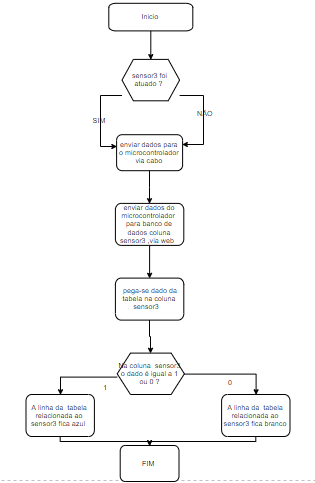 Inicio
sensor3 foi
atuado ?
SIM
NÃO
enviar dados para
o microcontrolador
via cabo
enviar dados do
microcontrolador
para banco de
dados coluna
sensor3 ,via web
pega-se dado da
tabela na coluna
sensor3
Na coluna sensor3
o dado é igual a 1
ou 0 ?
1
0
A linha da tabela
relacionada ao
sensor3 fica azul
A linha da tabela
relacionada ao
sensor3 fica branco
FIM